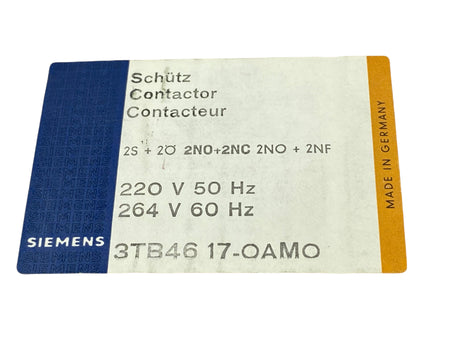 Schütz
Contactor
Contacteur
2S + 2Ö 2NO+2NC 2NO + 2NF
220 V 50 Hz
264 V 60 Hz
SIEMENS
3TB46 17-0AM0
MADE IN GERMANY